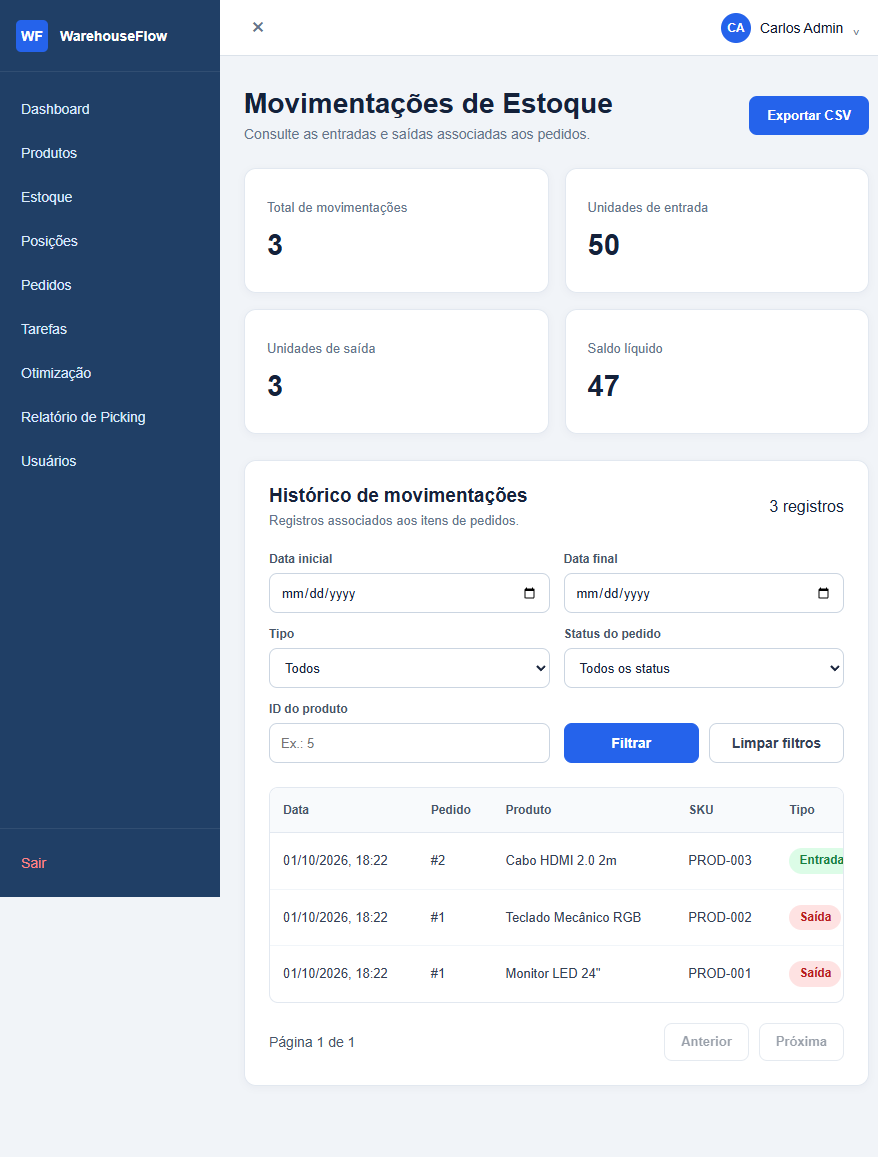 WF WarehouseFlow
✕
CA Carlos Admin v
Dashboard
Produtos
Estoque
Posições
Pedidos
Tarefas
Otimização
Relatório de Picking
Usuários
Sair
Movimentações de Estoque
Consulte as entradas e saídas associadas aos pedidos.
Exportar CSV
Total de movimentações
3
Unidades de entrada
50
Unidades de saída
3
Saldo líquido
47
Histórico de movimentações
Registros associados aos itens de pedidos.
3 registros
Data inicial
mm/dd/yyyy
Data final
mm/dd/yyyy
Tipo
Todos
Status do pedido
Todos os status
ID do produto
Ex.: 5
Filtrar
Limpar filtros
Data Pedido Produto SKU Tipo
01/10/2026, 18:22 #2 Cabo HDMI 2.0 2m PROD-003 Entrada
01/10/2026, 18:22 #1 Teclado Mecânico RGB PROD-002 Saída
01/10/2026, 18:22 #1 Monitor LED 24" PROD-001 Saída
Página 1 de 1
Anterior
Próxima